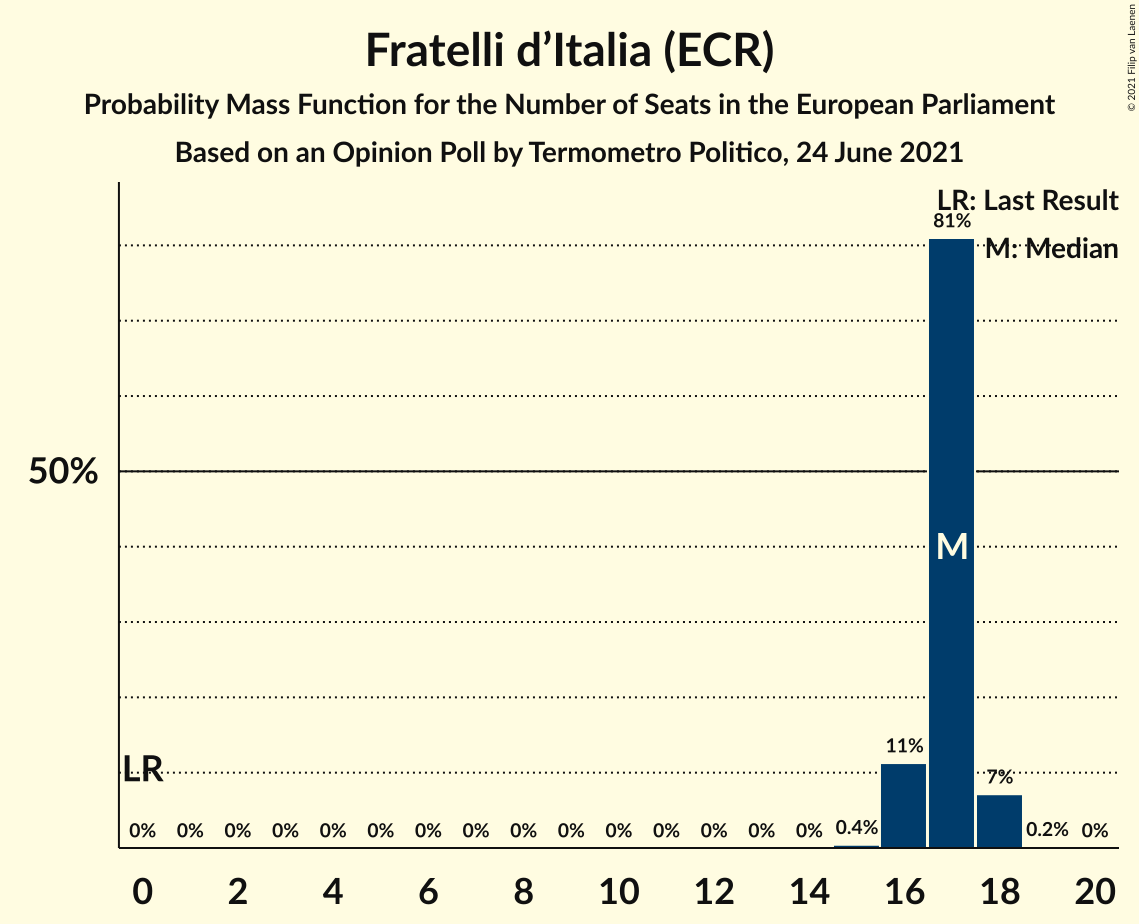 Fratelli d’Italia (ECR)
Probability Mass Function for the Number of Seats in the European Parliament
Based on an Opinion Poll by Termometro Politico, 24 June 2021
© 2021 Filip van Laenen
LR: Last Result
81%
M: Median
50%
M
LR
11%
7%
0% 0% 0% 0% 0% 0% 0% 0% 0% 0% 0% 0% 0% 0% 0% 0.4% 0.2% 0%
0 2 4 6 8 10 12 14 16 18 20